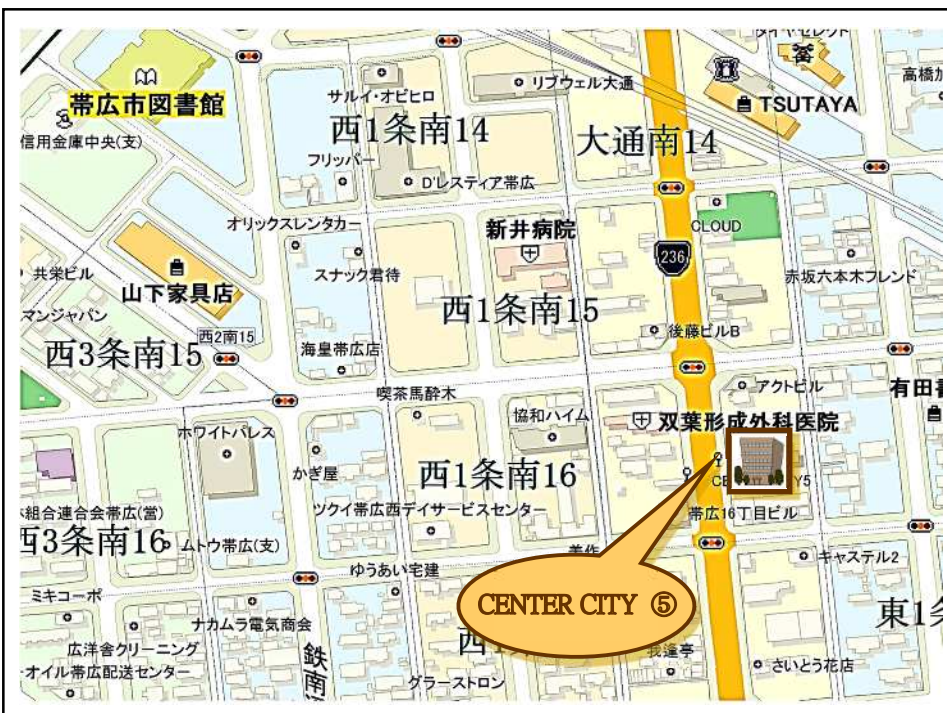 ダイヤセレクト
帯広市図書館
信用金庫中央(支)
サルイ・オビヒロ
リブウェル大通
TSUTAYA
西1条南14
大通南14
フリッパー
D'レスティア帯広
オリックスレンタカー
新井病院
CLOUD
236
共栄ビル
スナック君待
赤坂六本木フレンド
山下家具店
マンジャパン
西1条南15
西2南15
後藤ビルB
西3条南15
海皇帯広店
喫茶馬酔木
アクトビル
協和ハイム
双葉形成外科医院
ホワイトパレス
かぎ屋
西1条南16
組合連合会帯広(営)
ツクイ帯広西デイサービスセンター
帯広16丁目ビル
西3条南16
ムトウ帯広(支)
美作
キャステル2
ゆうあい宅建
ミキコーポ
CENTER CITY ⑤
ナカムラ電気商会
広洋舎クリーニング
オイル帯広配送センター
鉄南
さいとう花店
グラーストロン